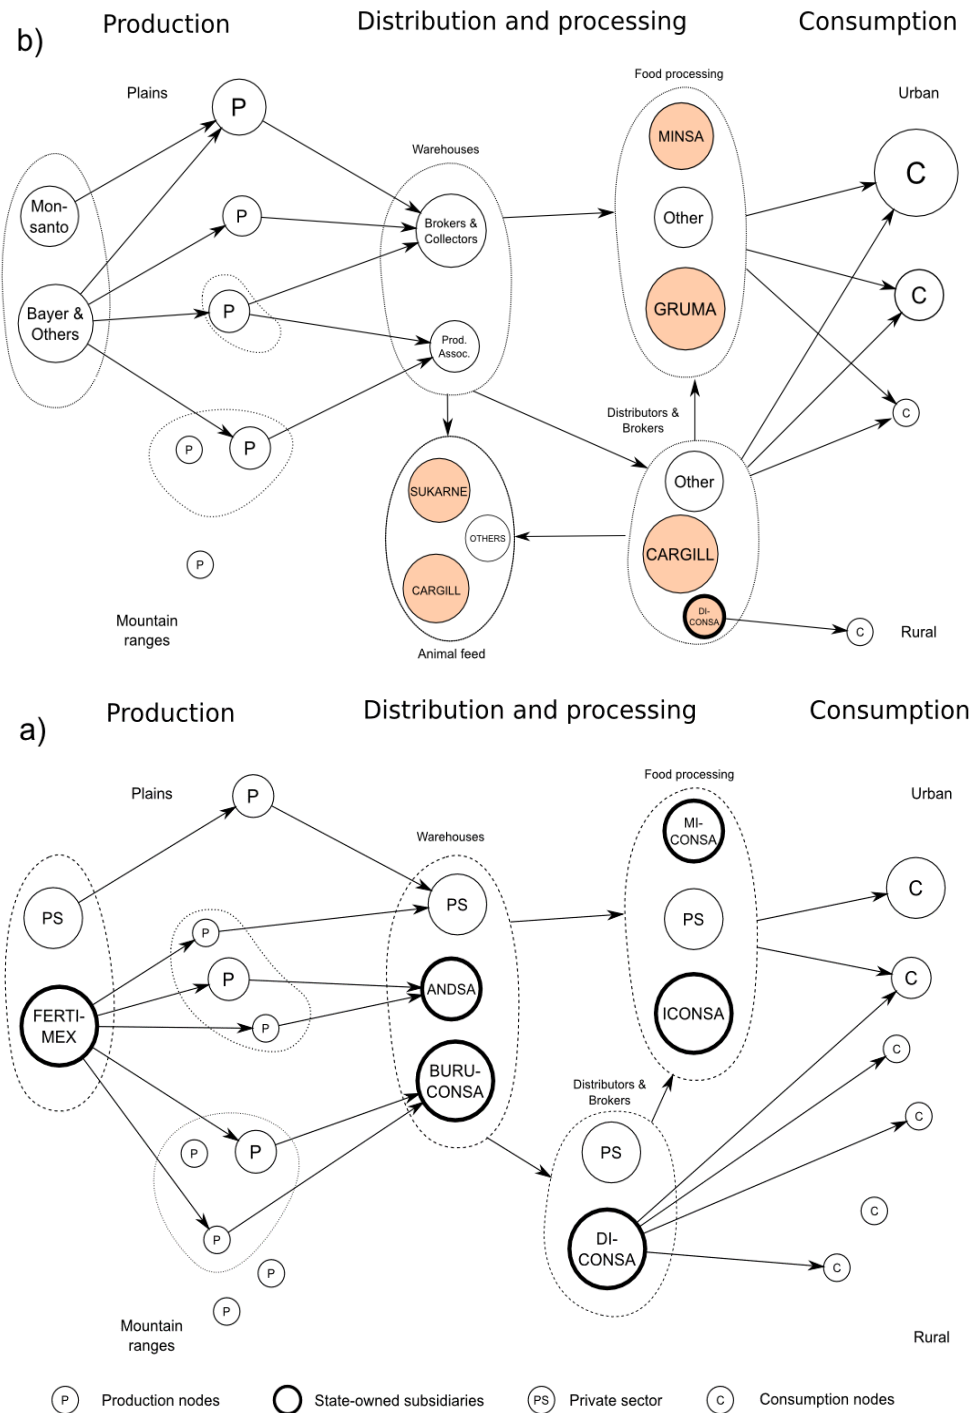 b)
Production
Distribution and processing
Consumption
Plains
Food processing
Urban
P
MINSA
Warehouses
C
Mon-
santo
P
Brokers &
Collectors
Other
Bayer &
Others
P
GRUMA
C
Prod.
Assoc.
Distributors &
Brokers
C
P
P
SUKARNE
Other
OTHERS
CARGILL
P
CARGILL
DI-
CONSA
Mountain
ranges
C
Rural
Animal feed
a)
Production
Distribution and processing
Consumption
Plains
Food processing
Urban
P
MI-
CONSA
Warehouses
PS
P
PS
PS
C
P
ANDSA
C
FERTI-
MEX
P
ICONSA
C
BURU-
CONSA
Distributors &
Brokers
C
P
P
PS
C
P
DI-
CONSA
P
C
P
Mountain
ranges
Rural
P
Production nodes
State-owned subsidiaries
PS
Private sector
C
Consumption nodes